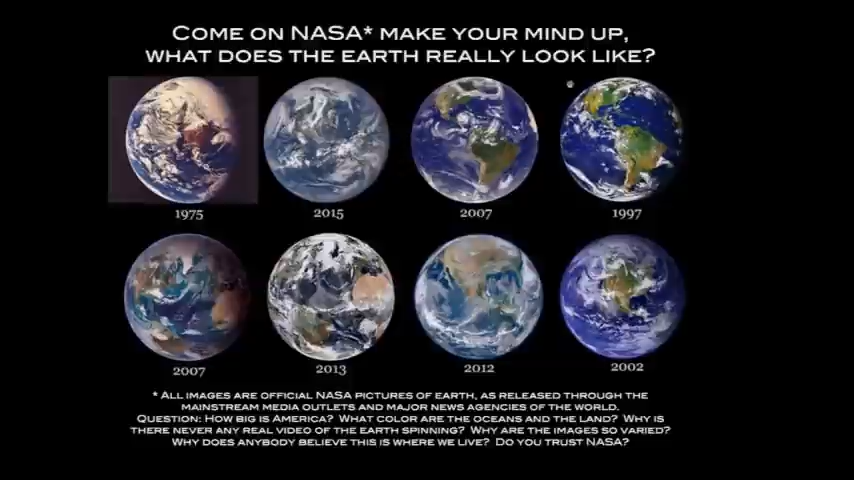 COME ON NASA* MAKE YOUR MIND UP,
WHAT DOES THE EARTH REALLY LOOK LIKE?
1975
2015
2007
1997
2007
2013
2012
2002
* ALL IMAGES ARE OFFICIAL NASA PICTURES OF EARTH, AS RELEASED THROUGH THE
MAINSTREAM MEDIA OUTLETS AND MAJOR NEWS AGENCIES OF THE WORLD.
QUESTION: HOW BIG IS AMERICA? WHAT COLOR ARE THE OCEANS AND THE LAND? WHY IS
THERE NEVER ANY REAL VIDEO OF THE EARTH SPINNING? WHY ARE THE IMAGES SO VARIED?
WHY DOES ANYBODY BELIEVE THIS IS WHERE WE LIVE? DO YOU TRUST NASA?